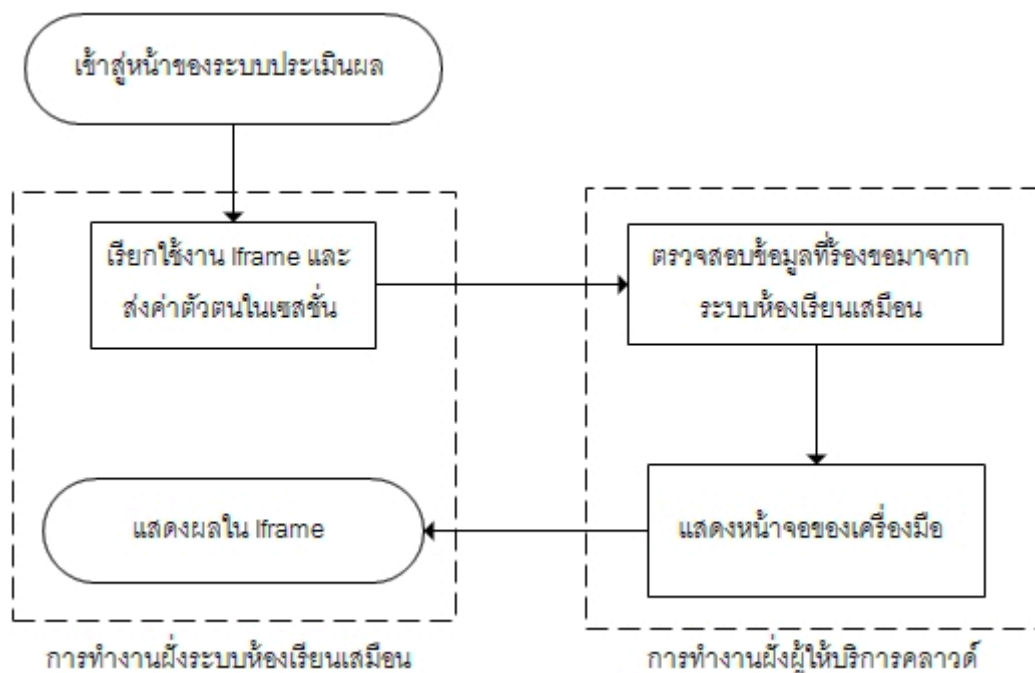 เข้าสู่หน้าของระบบประเมินผล
เรียกใช้งาน Iframe และ
ส่งค่าตัวตนในเซสชั่น
ตรวจสอบข้อมูลที่ร้องขอมาจาก
ระบบห้องเรียนเสมือน
แสดงหน้าจอของเครื่องมือ
แสดงผลใน Iframe
การทำงานฝั่งระบบห้องเรียนเสมือน
การทำงานฝั่งผู้ให้บริการคลาวด์